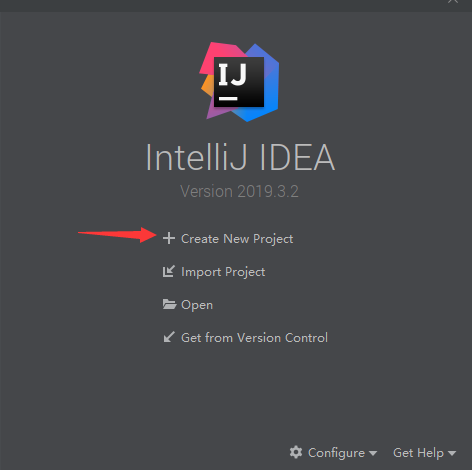 IJ
IntelliJ IDEA
Version 2019.3.2
Create New Project
Import Project
Open
Get from Version Control
Configure Get Help